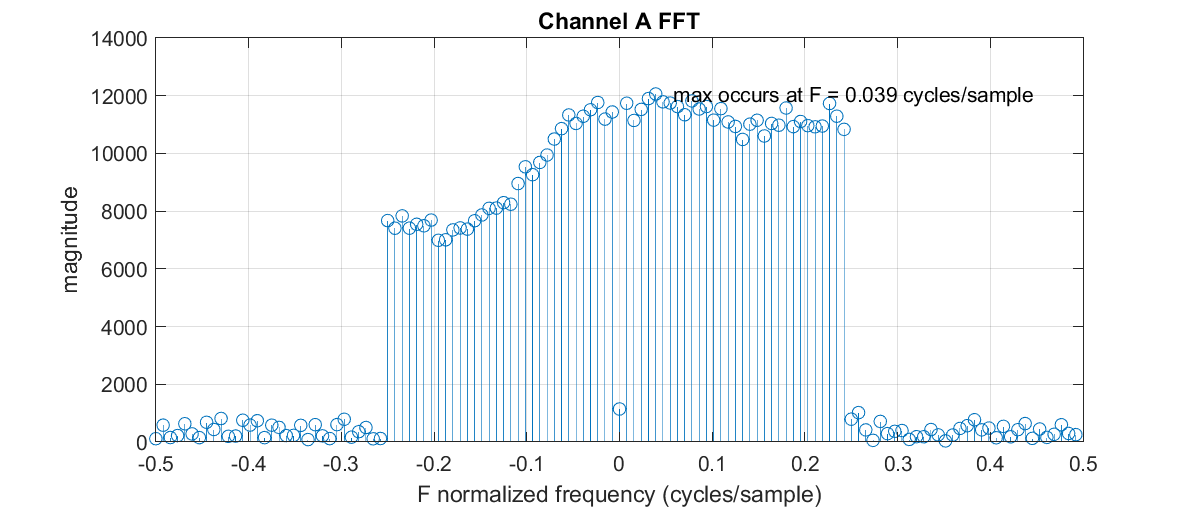 Channel A FFT
14000
12000
10000
8000
6000
4000
2000
0
magnitude
max occurs at F = 0.039 cycles/sample
-0.5 -0.4 -0.3 -0.2 -0.1 0 0.1 0.2 0.3 0.4 0.5
F normalized frequency (cycles/sample)